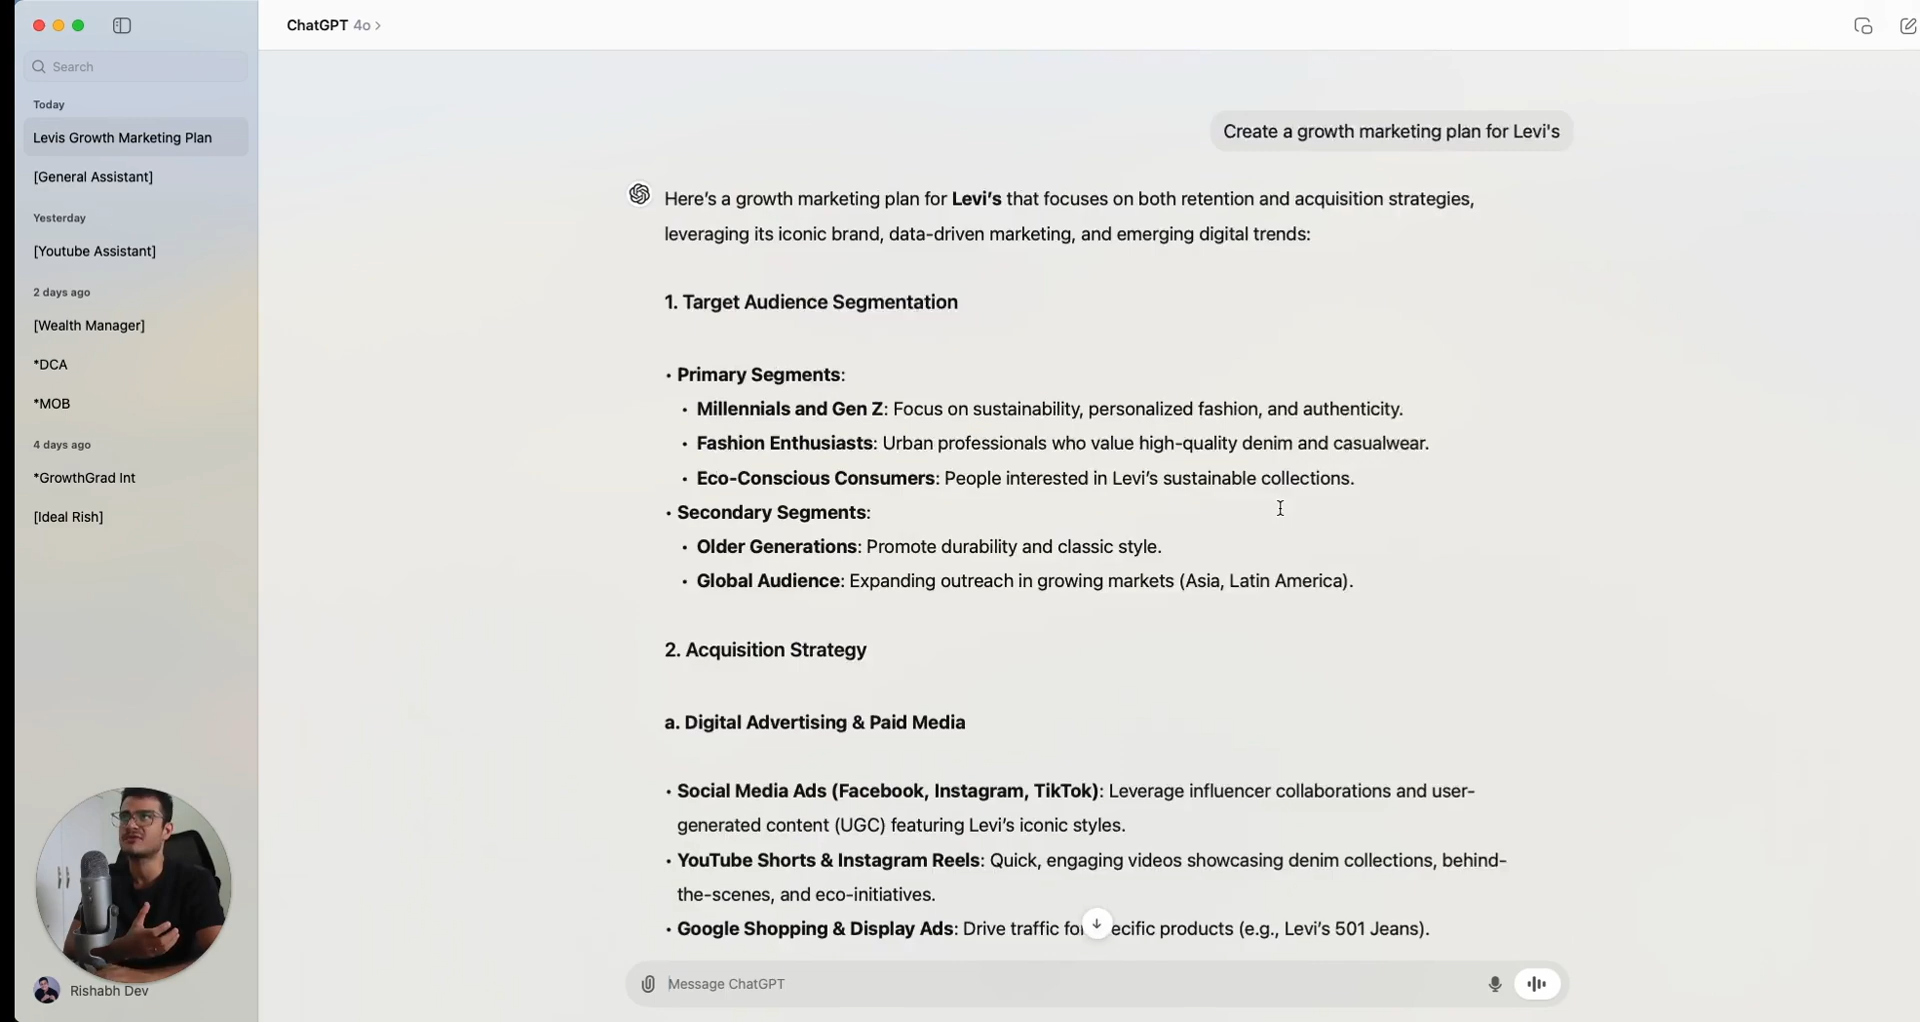 ChatGPT 4o >
Search
Today
Levis Growth Marketing Plan
[General Assistant]
Yesterday
[Youtube Assistant]
2 days ago
[Wealth Manager]
*DCA
*MOB
4 days ago
*GrowthGrad Int
[Ideal Rish]
Rishabh Dev
Create a growth marketing plan for Levi's
Here’s a growth marketing plan for Levi’s that focuses on both retention and acquisition strategies,
leveraging its iconic brand, data-driven marketing, and emerging digital trends:
1. Target Audience Segmentation
• Primary Segments:
• Millennials and Gen Z: Focus on sustainability, personalized fashion, and authenticity.
• Fashion Enthusiasts: Urban professionals who value high-quality denim and casualwear.
• Eco-Conscious Consumers: People interested in Levi’s sustainable collections.
• Secondary Segments:
• Older Generations: Promote durability and classic style.
• Global Audience: Expanding outreach in growing markets (Asia, Latin America).
2. Acquisition Strategy
a. Digital Advertising & Paid Media
• Social Media Ads (Facebook, Instagram, TikTok): Leverage influencer collaborations and user-
generated content (UGC) featuring Levi’s iconic styles.
• YouTube Shorts & Instagram Reels: Quick, engaging videos showcasing denim collections, behind-
the-scenes, and eco-initiatives.
• Google Shopping & Display Ads: Drive traffic products (e.g., Levi’s 501 Jeans).
Message ChatGPT